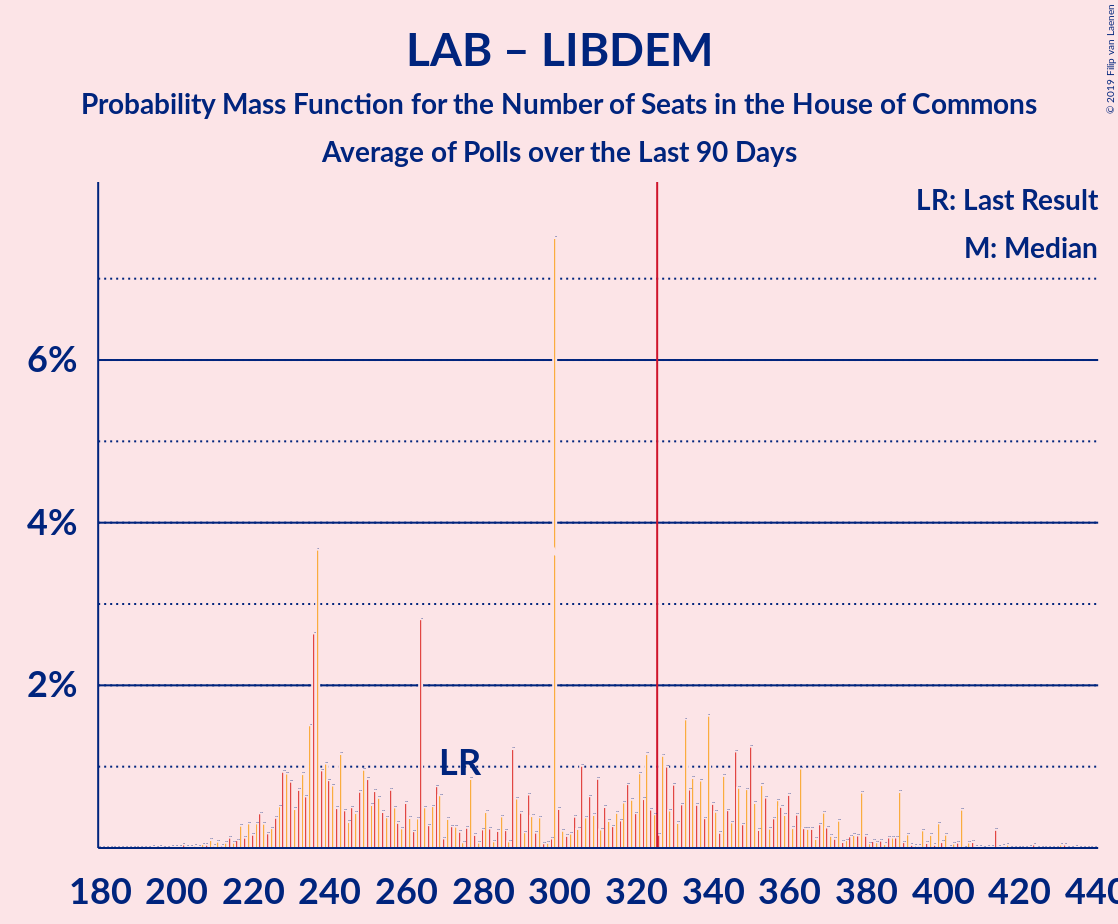 LAB – LIBDEM
Probability Mass Function for the Number of Seats in the House of Commons
Average of Polls over the Last 90 Days
© 2019 Filip van Laenen
LR: Last Result
M: Median
6%
4%
2%
LR
180 200 220 240 260 280 300 320 340 360 380 400 420 440